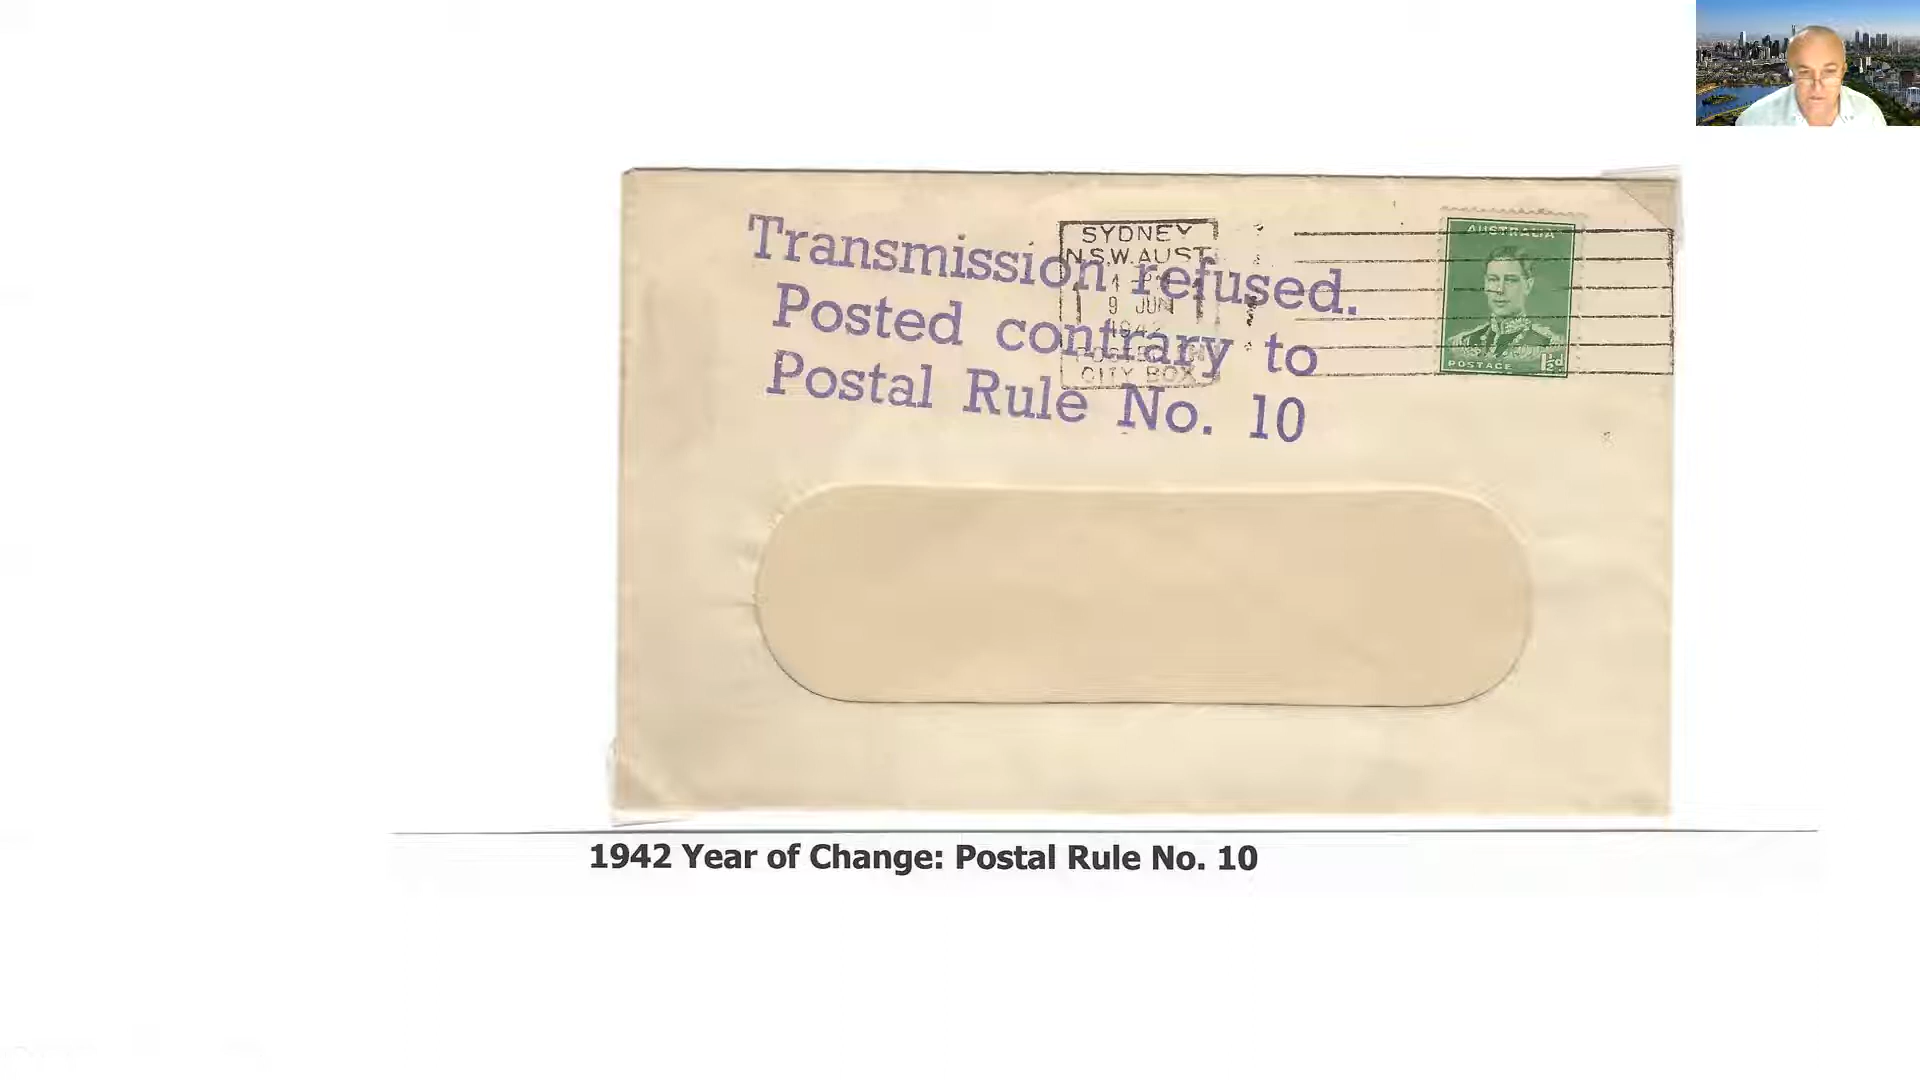 Transmission refused.
Posted contrary to
Postal Rule No. 10
SYDNEY
N.S.W. AUST
9 JUN
1942
CITY BOX
AUSTRALIA
POSTAGE 1½d
1942 Year of Change: Postal Rule No. 10